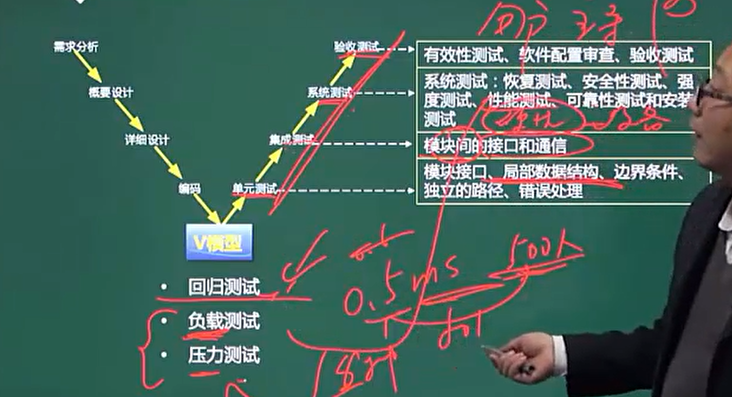 需求分析
概要设计
详细设计
编码
V模型
单元测试
集成测试
系统测试
验收测试
有效性测试、软件配置审查、验收测试
系统测试：恢复测试、安全性测试、强
度测试、性能测试、可靠性测试和安装
测试
模块间的接口和通信
模块接口、局部数据结构、边界条件、
独立的路径、错误处理
• 回归测试
• 负载测试
• 压力测试
0.5ms
500人